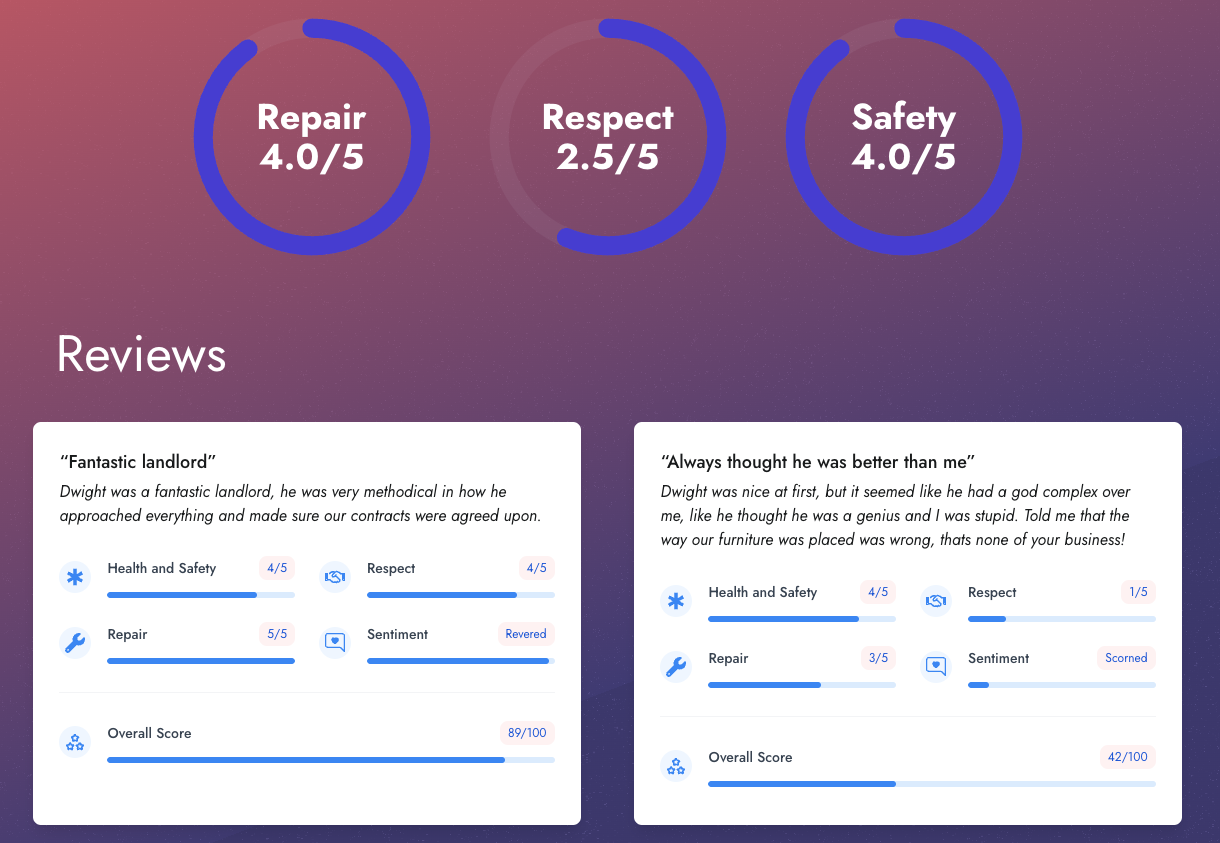 Repair
4.0/5
Respect
2.5/5
Safety
4.0/5
Reviews
“Fantastic landlord”
Dwight was a fantastic landlord, he was very methodical in how he
approached everything and made sure our contracts were agreed upon.
Health and Safety 4/5
Respect 4/5
Repair 5/5
Sentiment Revered
Overall Score 89/100
“Always thought he was better than me”
Dwight was nice at first, but it seemed like he had a god complex over
me, like he thought he was a genius and I was stupid. Told me that the
way our furniture was placed was wrong, thats none of your business!
Health and Safety 4/5
Respect 1/5
Repair 3/5
Sentiment Scorned
Overall Score 42/100